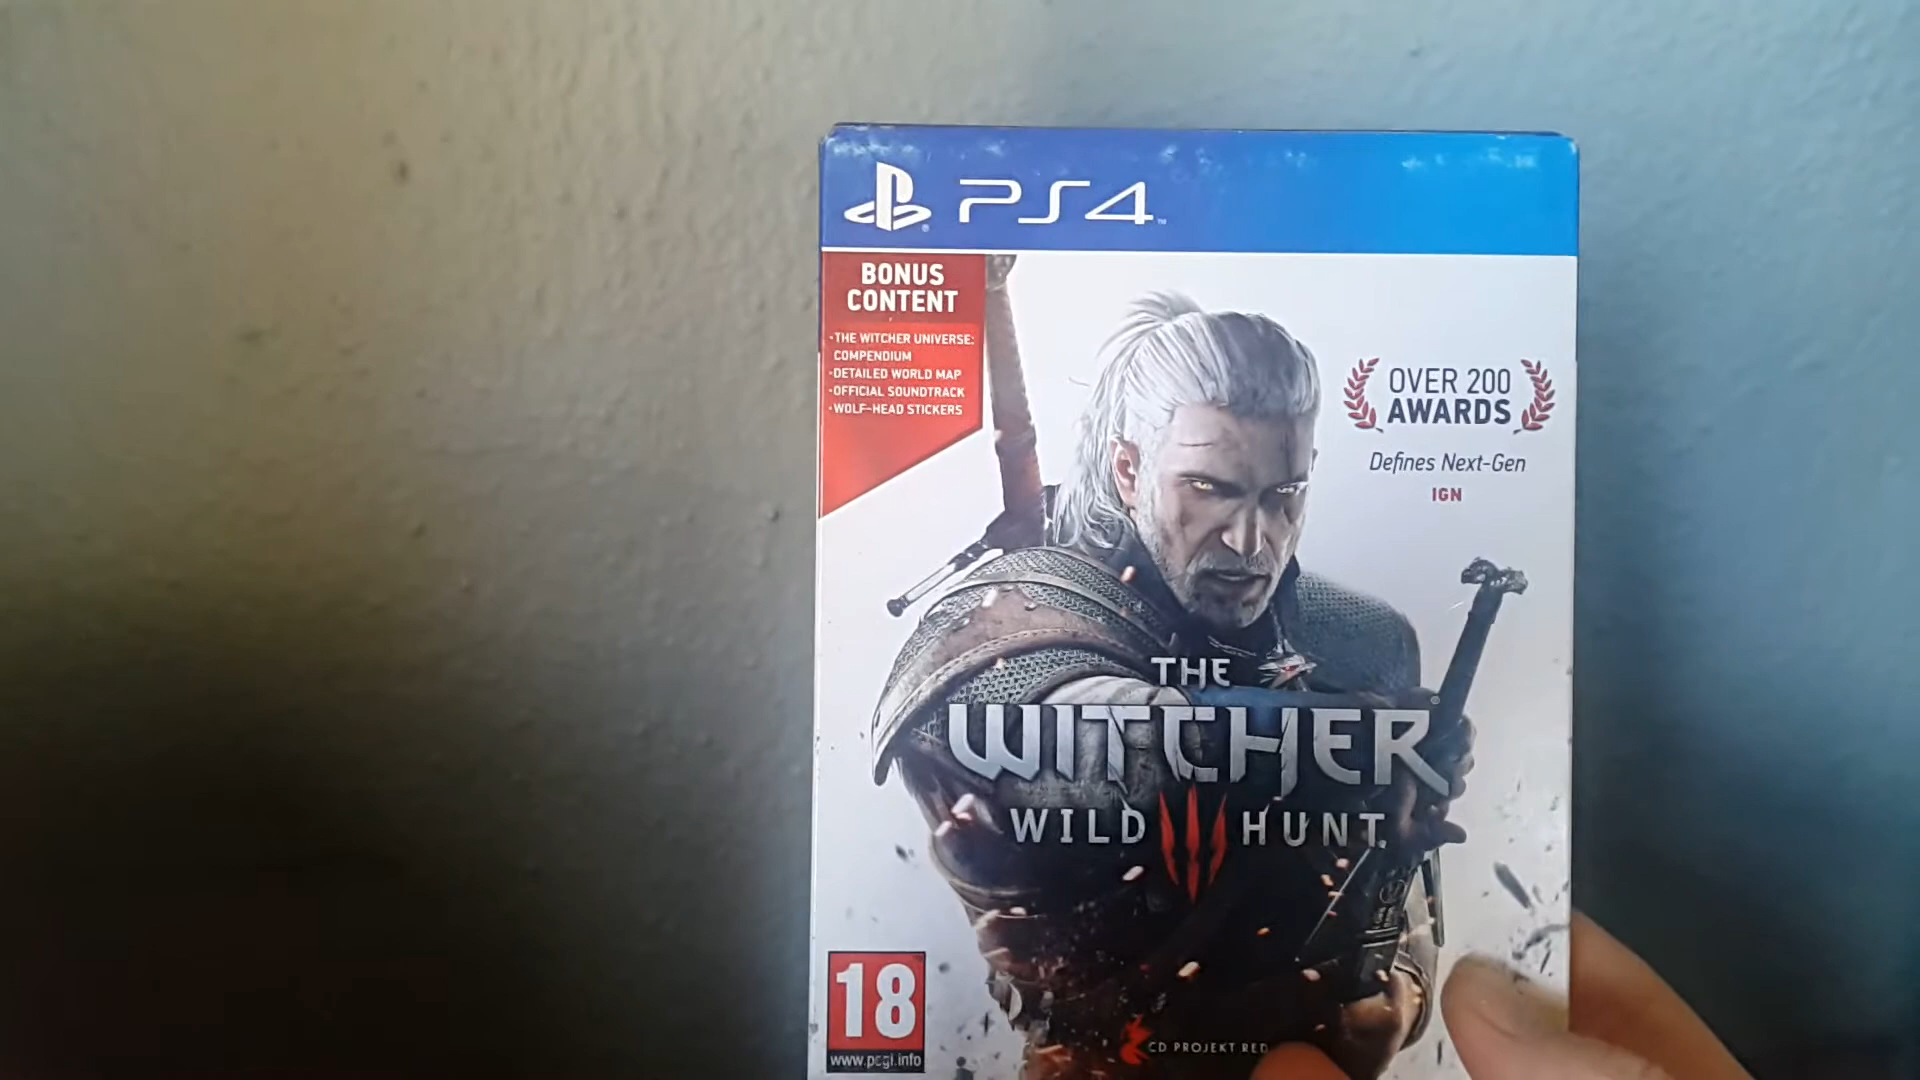 PS4
BONUS
CONTENT
·THE WITCHER UNIVERSE:
COMPENDIUM
·DETAILED WORLD MAP
·OFFICIAL SOUNDTRACK
·WOLF-HEAD STICKERS
OVER 200
AWARDS
Defines Next-Gen
IGN
THE
WITCHER
WILD III HUNT
18
www.pegi.info
CD PROJEKT RED